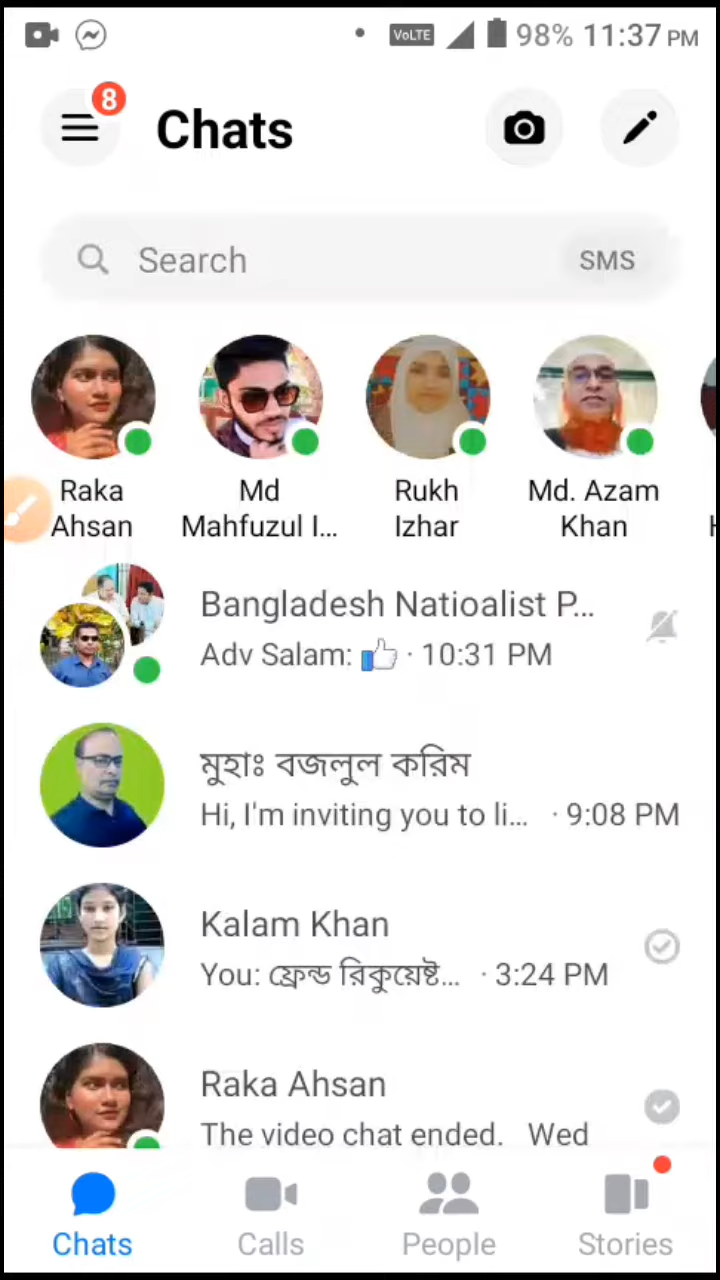 VoLTE 98% 11:37 PM
8
Chats
Search SMS
Raka Ahsan
Md Mahfuzul I...
Rukh Izhar
Md. Azam Khan
Bangladesh Natioalist P...
Adv Salam: 👍 · 10:31 PM
মুহাঃ বজলুল করিম
Hi, I'm inviting you to li... · 9:08 PM
Kalam Khan
You: ফ্রেন্ড রিকুয়েষ্ট... · 3:24 PM
Raka Ahsan
The video chat ended. Wed
Chats Calls People Stories